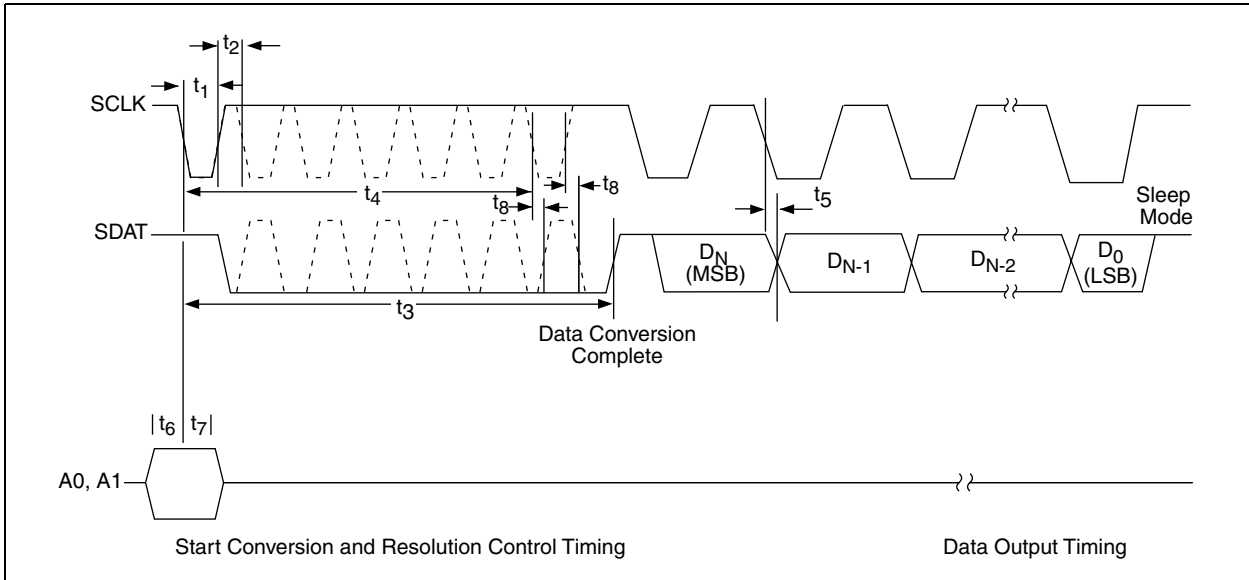 t2
t1
SCLK
t4
t8
t8
t5
Sleep
Mode
SDAT
DN
(MSB)
DN-1
DN-2
D0
(LSB)
t3
Data Conversion
Complete
t6
t7
A0, A1
Start Conversion and Resolution Control Timing
Data Output Timing